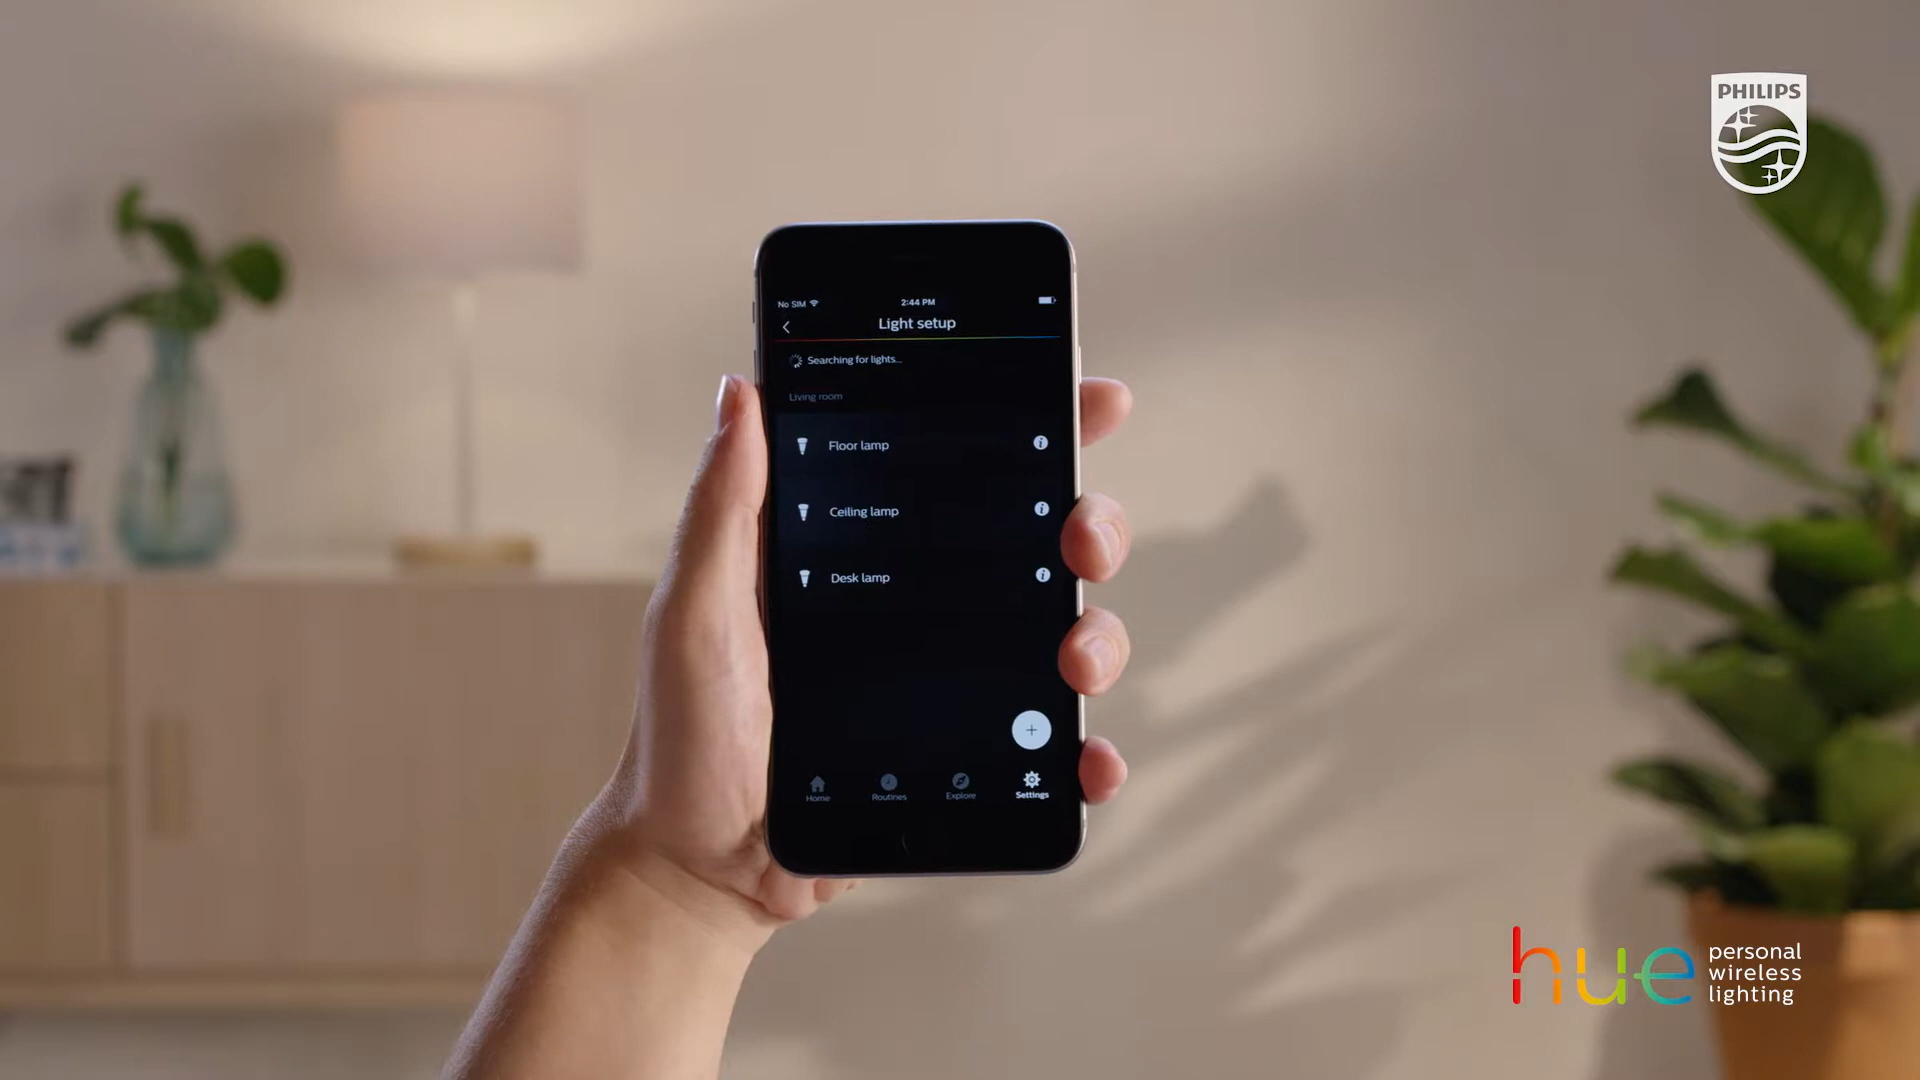 PHILIPS
No SIM
2:44 PM
Light setup
Searching for lights...
Living room
Floor lamp
Ceiling lamp
Desk lamp
Home
Routines
Explore
Settings
hue
personal
wireless
lighting